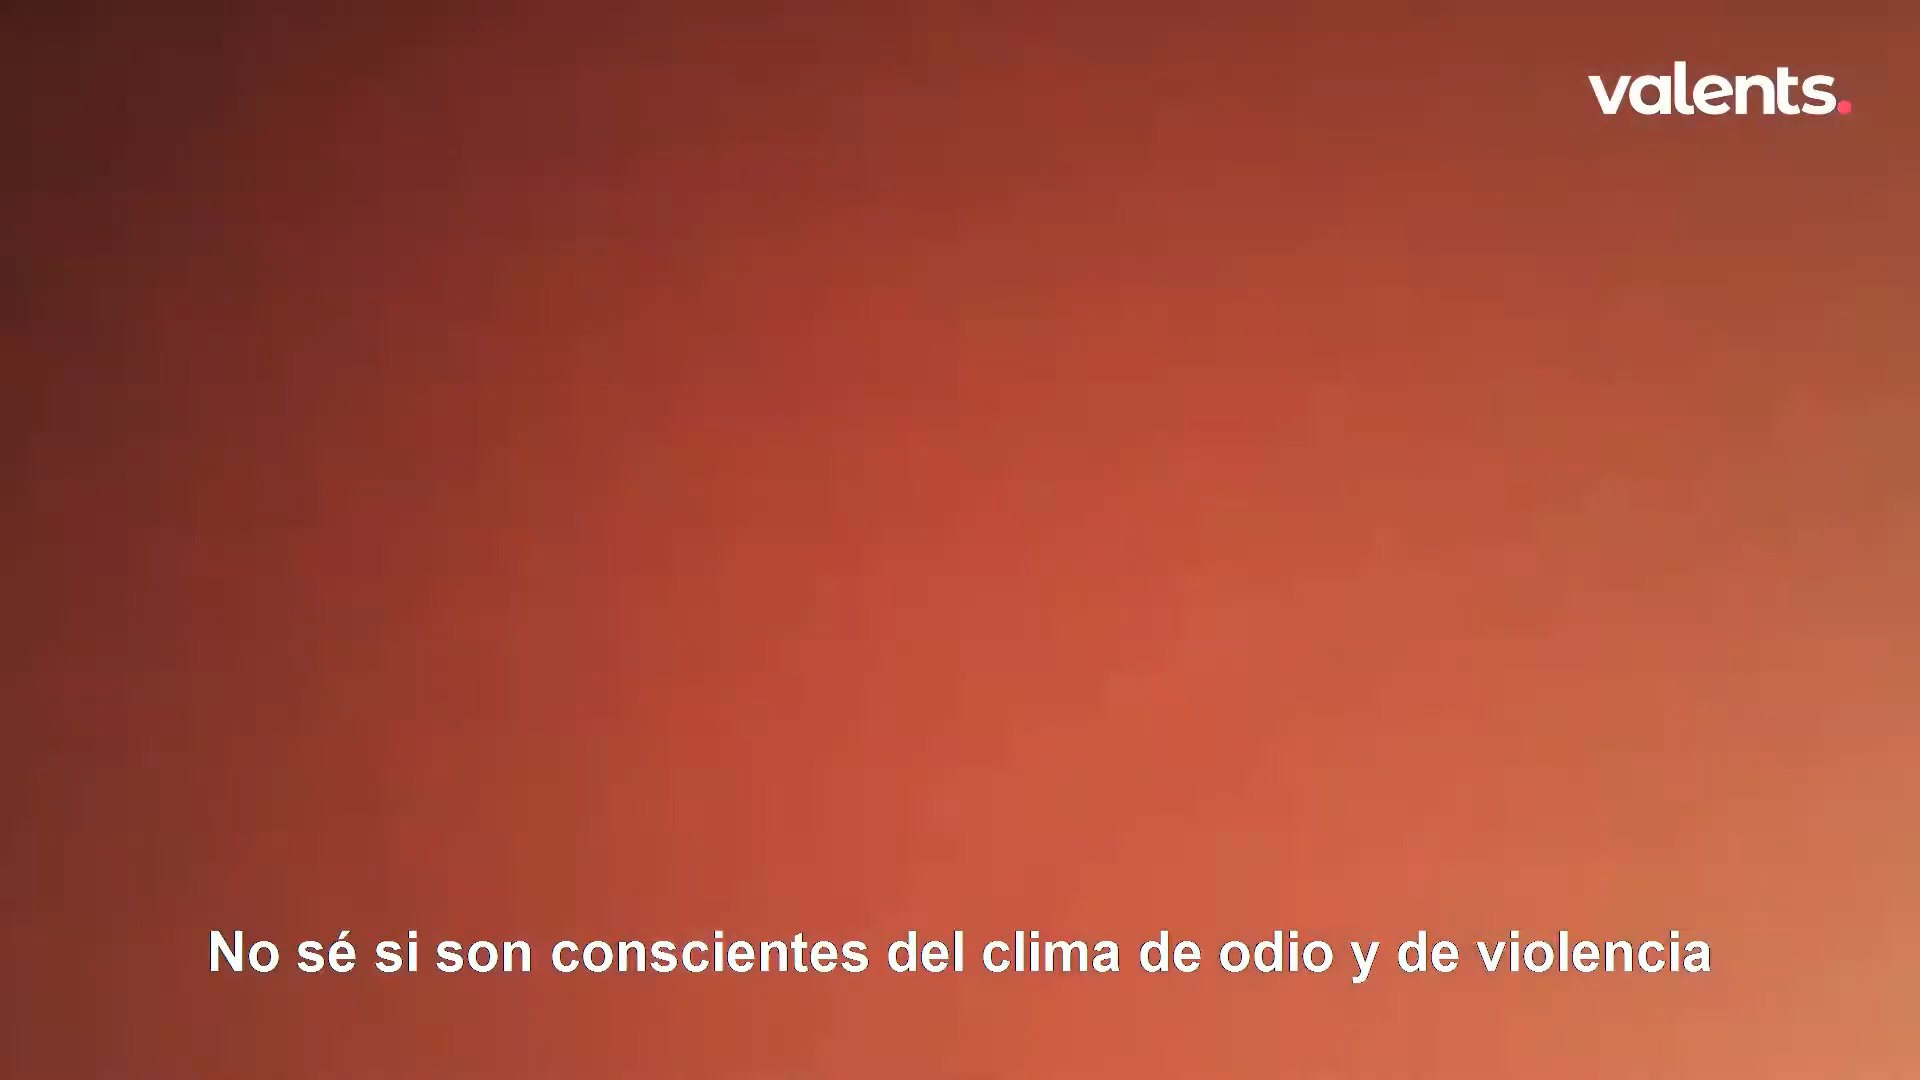 valents.
No sé si son conscientes del clima de odio y de violencia